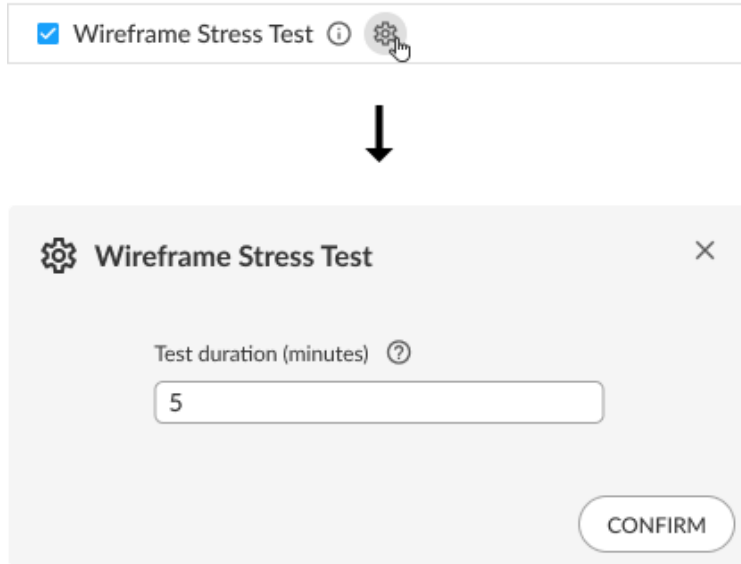 Wireframe Stress Test
Wireframe Stress Test
Test duration (minutes)
5
CONFIRM